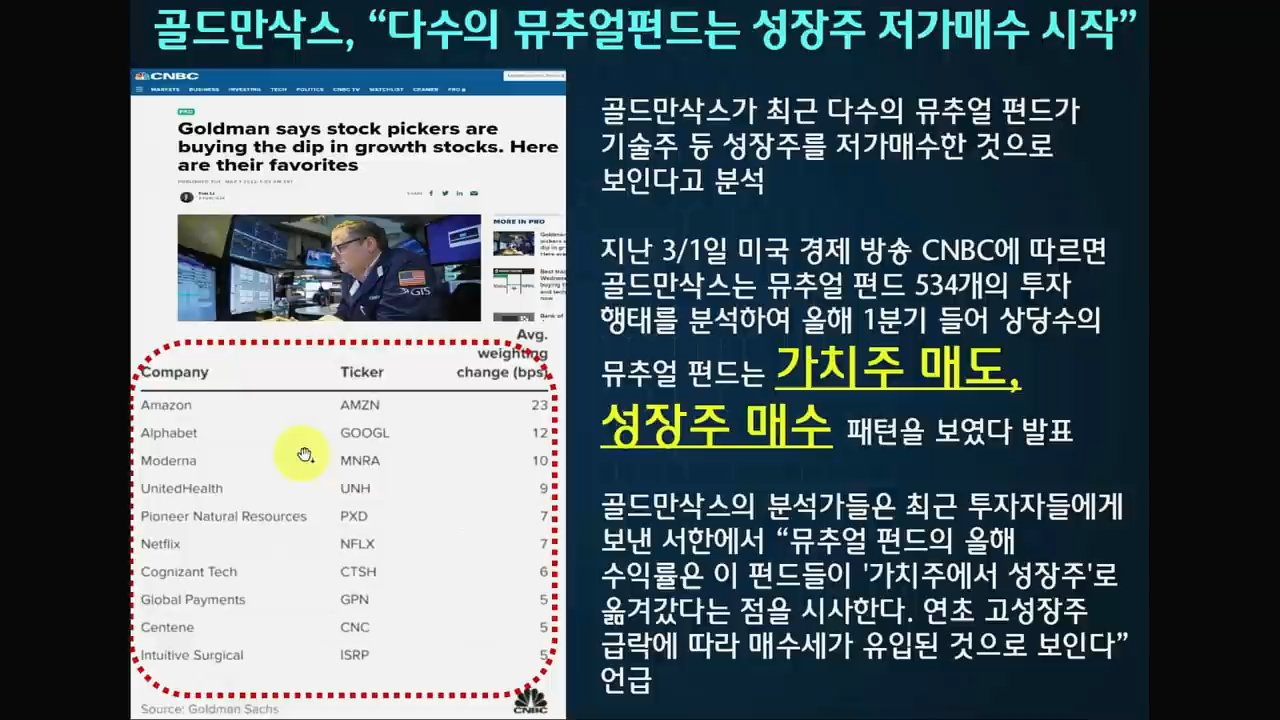 골드만삭스, “다수의 뮤추얼펀드는 성장주 저가매수 시작”
CNBC
MARKETS BUSINESS INVESTING TECH POLITICS CNBC TV WATCHLIST CRAMER PRO
PRO
Goldman says stock pickers are
buying the dip in growth stocks. Here
are their favorites
SHARE
MORE IN PRO
GIS
Avg.
weighting
Company Ticker change (bps)
Amazon AMZN 23
Alphabet GOOGL 12
Moderna MNRA 10
UnitedHealth UNH 9
Pioneer Natural Resources PXD 7
Netflix NFLX 7
Cognizant Tech CTSH 6
Global Payments GPN 5
Centene CNC 5
Intuitive Surgical ISRP 5
Source: Goldman Sachs
CNBC
골드만삭스가 최근 다수의 뮤추얼 펀드가
기술주 등 성장주를 저가매수한 것으로
보인다고 분석
지난 3/1일 미국 경제 방송 CNBC에 따르면
골드만삭스는 뮤추얼 펀드 534개의 투자
행태를 분석하여 올해 1분기 들어 상당수의
뮤추얼 펀드는 가치주 매도,
성장주 매수 패턴을 보였다 발표
골드만삭스의 분석가들은 최근 투자자들에게
보낸 서한에서 “뮤추얼 펀드의 올해
수익률은 이 펀드들이 '가치주에서 성장주'로
옮겨갔다는 점을 시사한다. 연초 고성장주
급락에 따라 매수세가 유입된 것으로 보인다”
언급